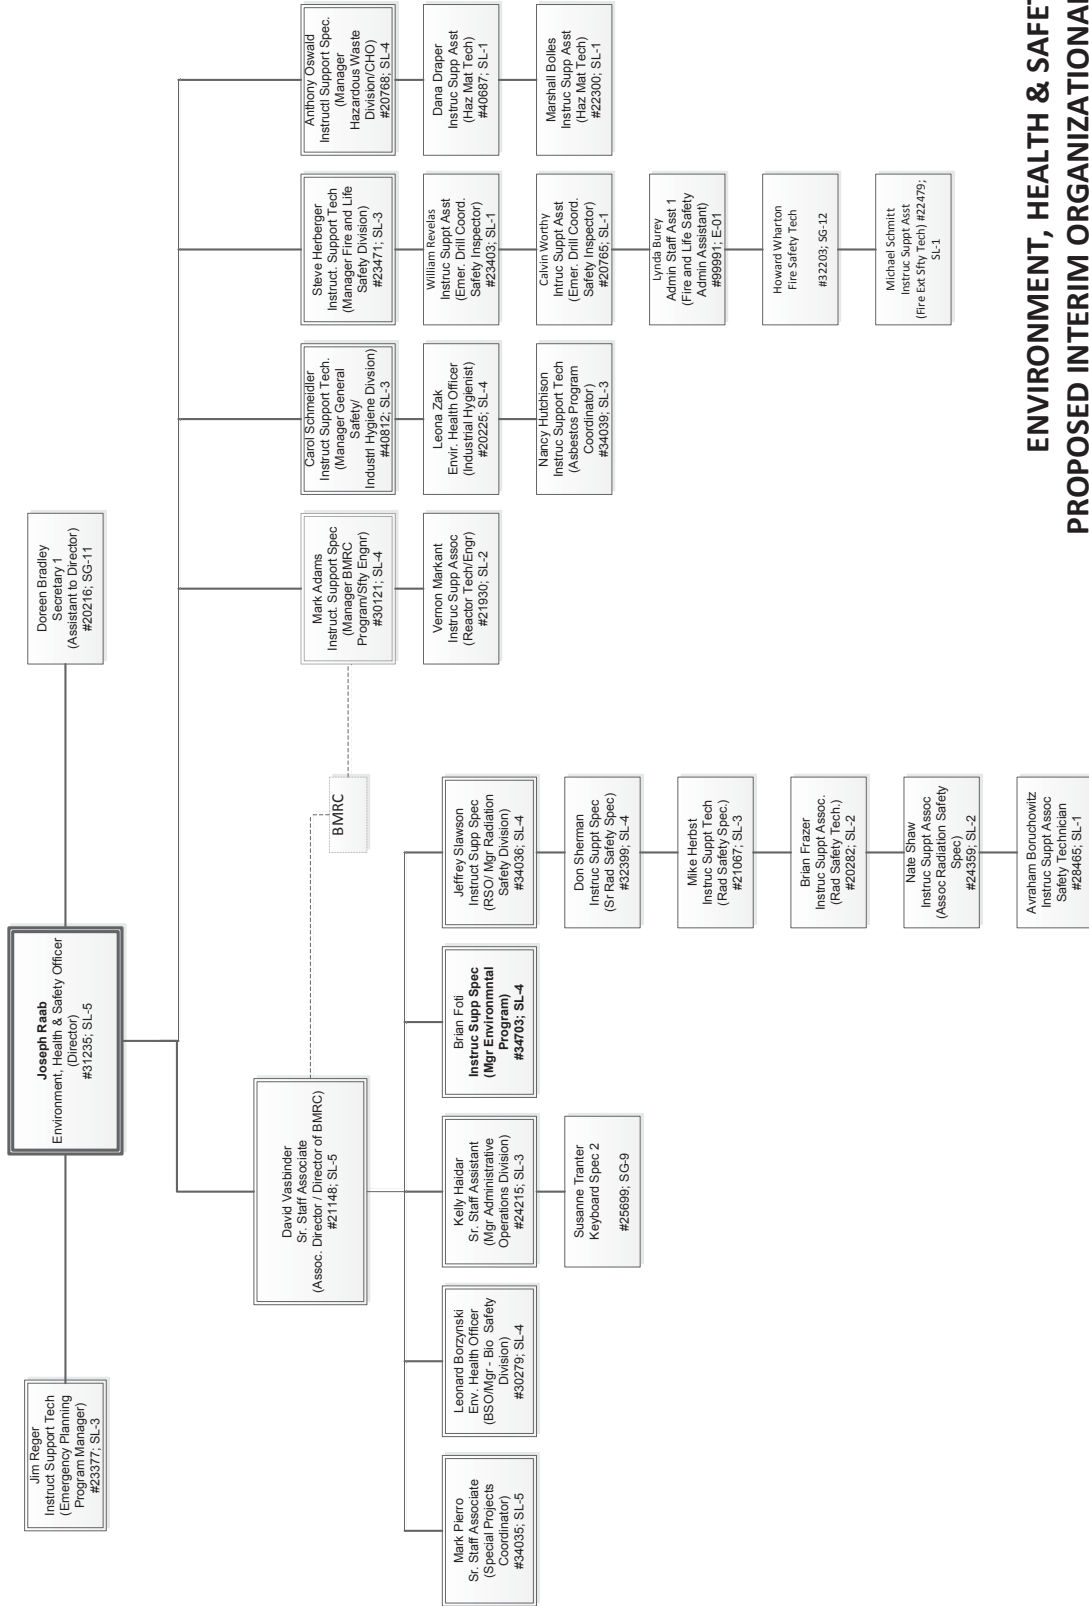 Joseph Raab
Environment, Health & Safety Officer
(Director)
#31235; SL-5
Jim Reger
Instruct Support Tech
(Emergency Planning
Program Manager)
#23377; SL-3
Doreen Bradley
Secretary 1
(Assistant to Director)
#20216; SG-11
David Vasbinder
Sr. Staff Associate
(Assoc. Director / Director of BMRC)
#21148; SL-5
BMRC
Mark Pierro
Sr. Staff Associate
(Special Projects
Coordinator)
#34035; SL-5
Leonard Borzynski
Env. Health Officer
(BSO/Mgr - Bio Safety
Division)
#30279; SL-4
Kelly Haidar
Sr. Staff Assistant
(Mgr Administrative
Operations Division)
#24215; SL-3
Susanne Tranter
Keyboard Spec 2
#25699; SG-9
Brian Foti
Instruc Supp Spec
(Mgr Environmntal
Program)
#34703; SL-4
Jeffrey Slawson
Instruct Supp Spec
(RSO/ Mgr Radiation
Safety Division)
#34036; SL-4
Don Sherman
Instruc Suppt Spec
(Sr Rad Safety Spec)
#32399; SL-4
Mike Herbst
Instruc Suppt Tech
(Rad Safety Spec.)
#21067; SL-3
Brian Frazer
Instruc Suppt Assoc.
(Rad Safety Tech.)
#20282; SL-2
Nate Shaw
Instruc Suppt Assoc
(Assoc Radiation Safety
Spec)
#24359; SL-2
Avraham Boruchowitz
Instruc Suppt Assoc
Safety Technician
#28465; SL-1
Mark Adams
Instruct. Support Spec
(Manager BMRC
Program/Sfty Engnr)
#30121; SL-4
Vernon Markant
Instruc Supp Assoc
(Reactor Tech/Engr)
#21930; SL-2
Carol Schmeidler
Instruct Support Tech.
(Manager General
Safety/
Industrl Hygiene Divsion)
#40812; SL-3
Leona Zak
Envir. Health Officer
(Industrial Hygienist)
#20225; SL-4
Nancy Hutchison
Instruc Support Tech
(Asbestos Program
Coordinator)
#34039; SL-3
Steve Herberger
Instruct. Support Tech
(Manager Fire and Life
Safety Division)
#23471; SL-3
William Revelas
Instruc Suppt Asst
(Emer. Drill Coord.
Safety Inspector)
#23403; SL-1
Calvin Worthy
Intruc Suppt Asst
(Emer. Drill Coord.
Safety Inspector)
#20765; SL-1
Lynda Burey
Admin Staff Asst 1
(Fire and Life Safety
Admin Assistant)
#99991; E-01
Howard Wharton
Fire Safety Tech
#32203; SG-12
Michael Schmitt
Instruc Suppt Asst
(Fire Ext Sfty Tech) #22479;
SL-1
Anthony Oswald
Instructl Support Spec.
(Manager
Hazardous Waste
Division/CHO)
#20768; SL-4
Dana Draper
Instruc Supp Asst
(Haz Mat Tech)
#40687; SL-1
Marshall Bolles
Instruc Supp Asst
(Haz Mat Tech)
#22300; SL-1
ENVIRONMENT, HEALTH & SAFET
PROPOSED INTERIM ORGANIZATIONAL